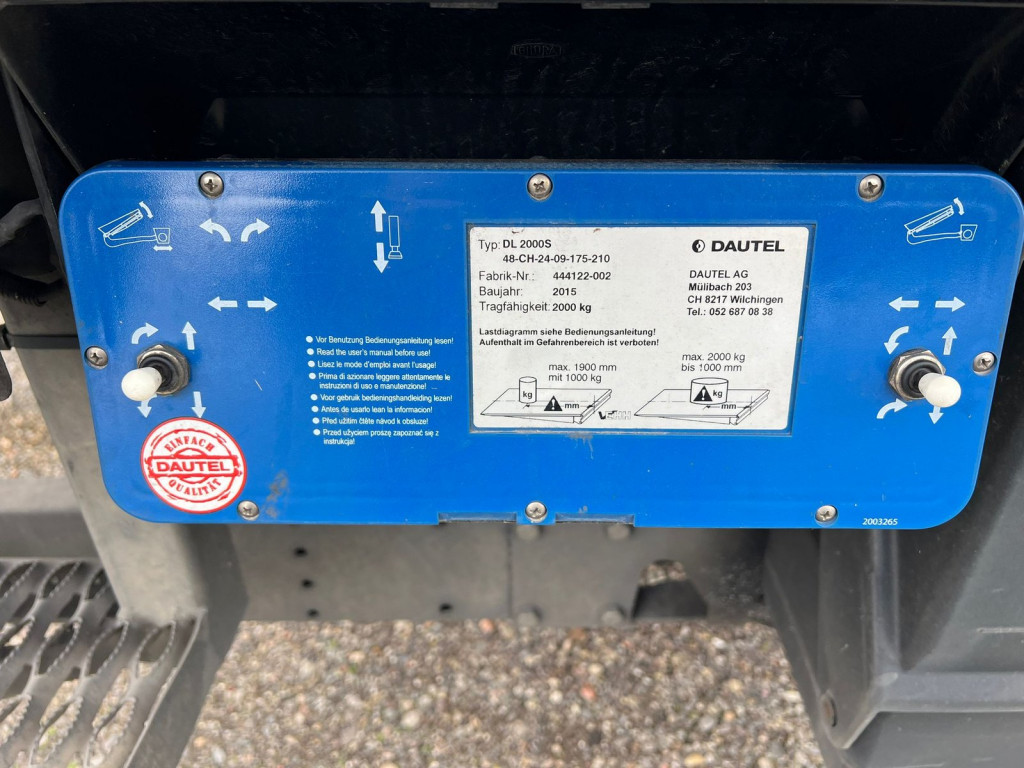 Typ: DL 2000S
48-CH-24-09-175-210
Fabrik-Nr.: 444122-002
Baujahr: 2015
Tragfähigkeit: 2000 kg
DAUTEL
DAUTEL AG
Mülibach 203
CH 8217 Wilchingen
Tel.: 052 687 08 38
Lastdiagramm siehe Bedienungsanleitung!
Aufenthalt im Gefahrenbereich ist verboten!
max. 1900 mm
mit 1000 kg
kg
mm
max. 2000 kg
bis 1000 mm
kg
mm
Vor Benutzung Bedienungsanleitung lesen!
Read the user's manual before use!
Lisez le mode d'emploi avant l'usage!
Prima di azionare leggere attentamente le
instruzioni di uso e manutenzione!
Voor gebruik bedieningshandleiding lezen!
Antes de usarlo lean la informacion!
Před užitím čtěte návod k obsluze!
Przed użyciem proszę zapoznać się z
instrukcja!
EINFACH
DAUTEL
QUALITÄT
2003265